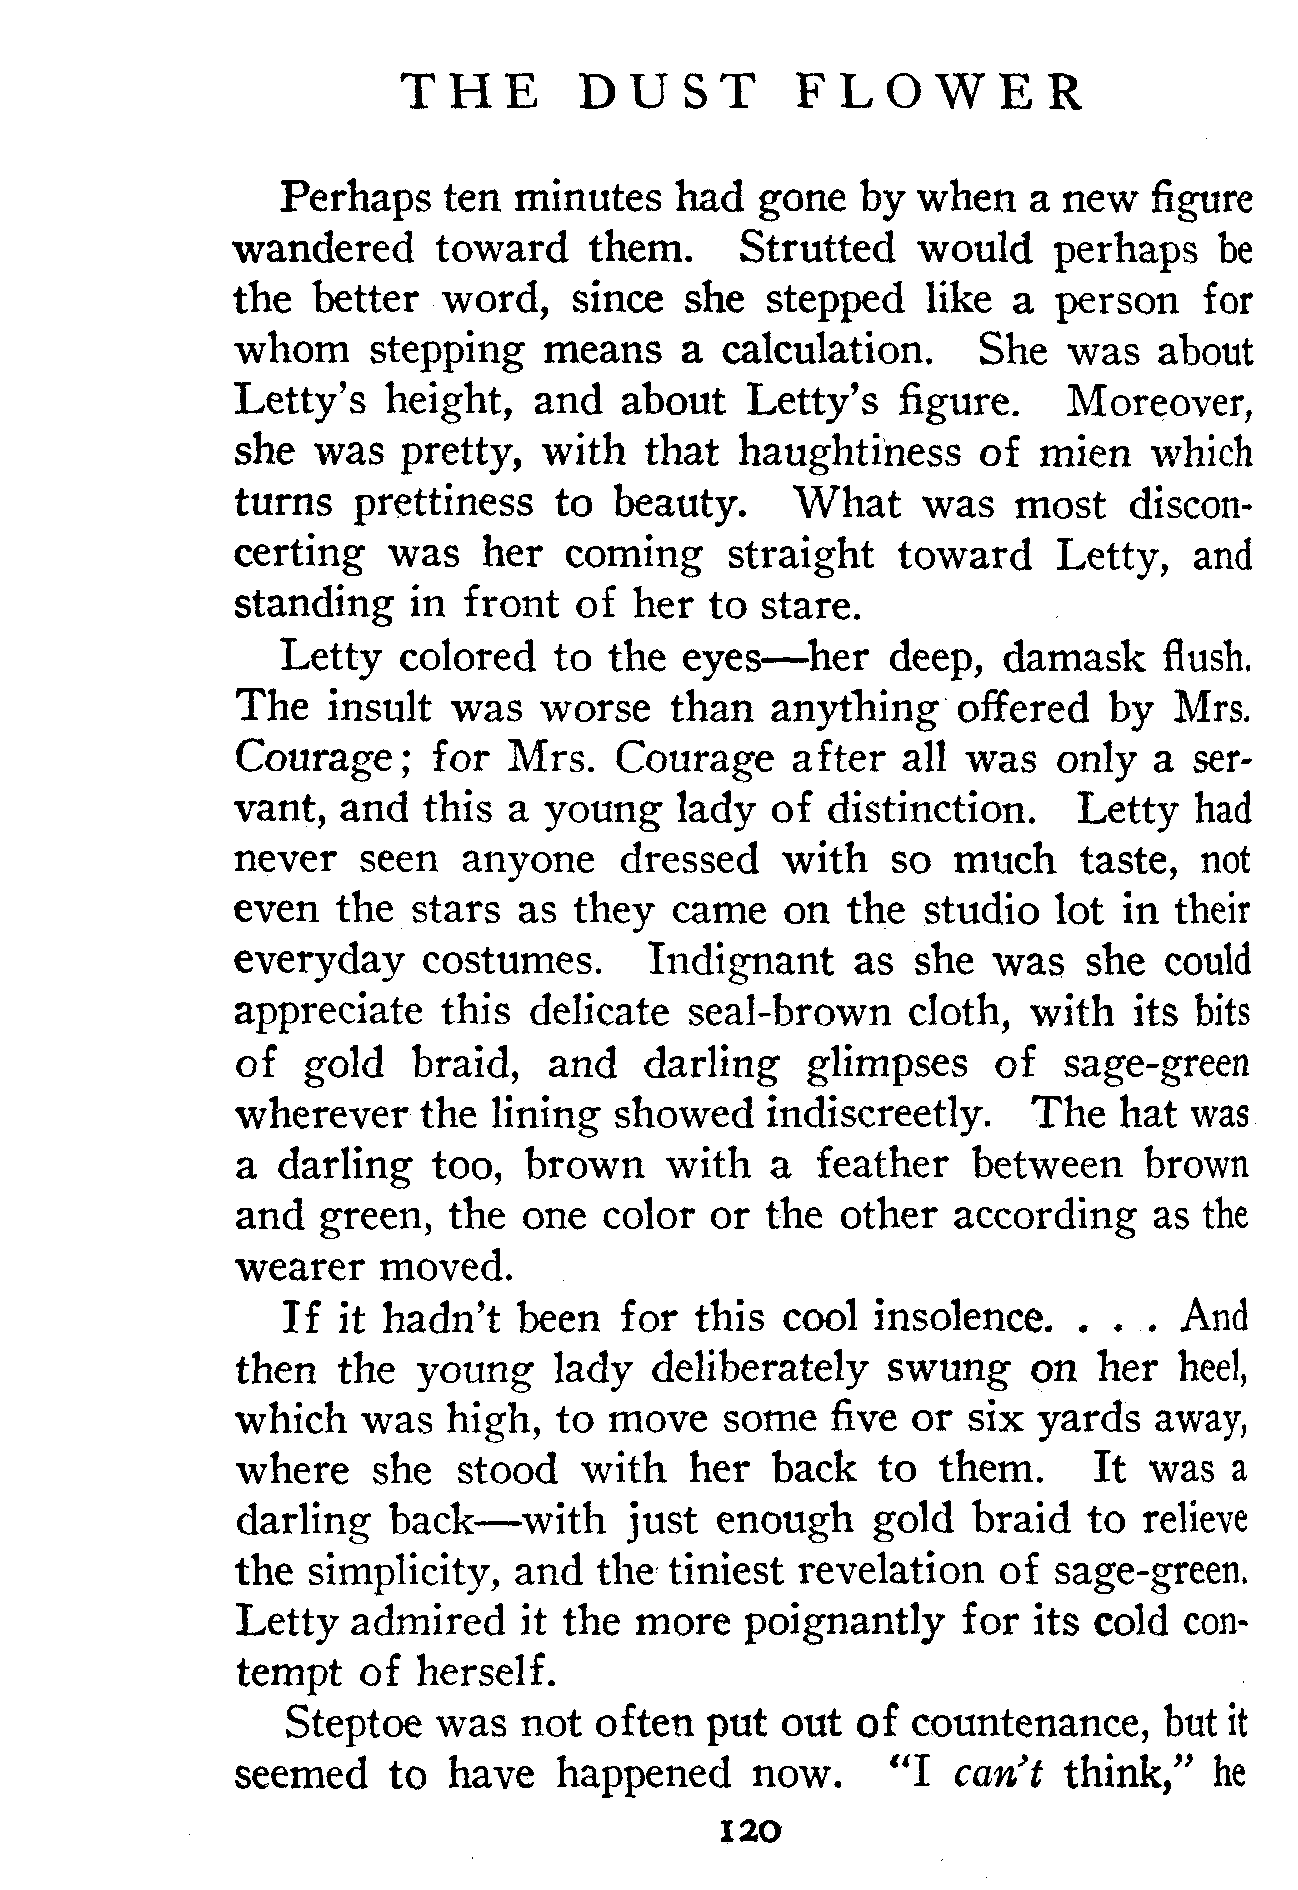 THE DUST FLOWER
Perhaps ten minutes had gone by when a new figure
wandered toward them. Strutted would perhaps be
the better word, since she stepped like a person for
whom stepping means a calculation. She was about
Letty's height, and about Letty's figure. Moreover,
she was pretty, with that haughtiness of mien which
turns prettiness to beauty. What was most discon-
certing was her coming straight toward Letty, and
standing in front of her to stare.
Letty colored to the eyes—her deep, damask flush.
The insult was worse than anything offered by Mrs.
Courage; for Mrs. Courage after all was only a ser-
vant, and this a young lady of distinction. Letty had
never seen anyone dressed with so much taste, not
even the stars as they came on the studio lot in their
everyday costumes. Indignant as she was she could
appreciate this delicate seal-brown cloth, with its bits
of gold braid, and darling glimpses of sage-green
wherever the lining showed indiscreetly. The hat was
a darling too, brown with a feather between brown
and green, the one color or the other according as the
wearer moved.
If it hadn't been for this cool insolence. . . . And
then the young lady deliberately swung on her heel,
which was high, to move some five or six yards away,
where she stood with her back to them. It was a
darling back—with just enough gold braid to relieve
the simplicity, and the tiniest revelation of sage-green.
Letty admired it the more poignantly for its cold con-
tempt of herself.
Steptoe was not often put out of countenance, but it
seemed to have happened now. "I can't think," he
120